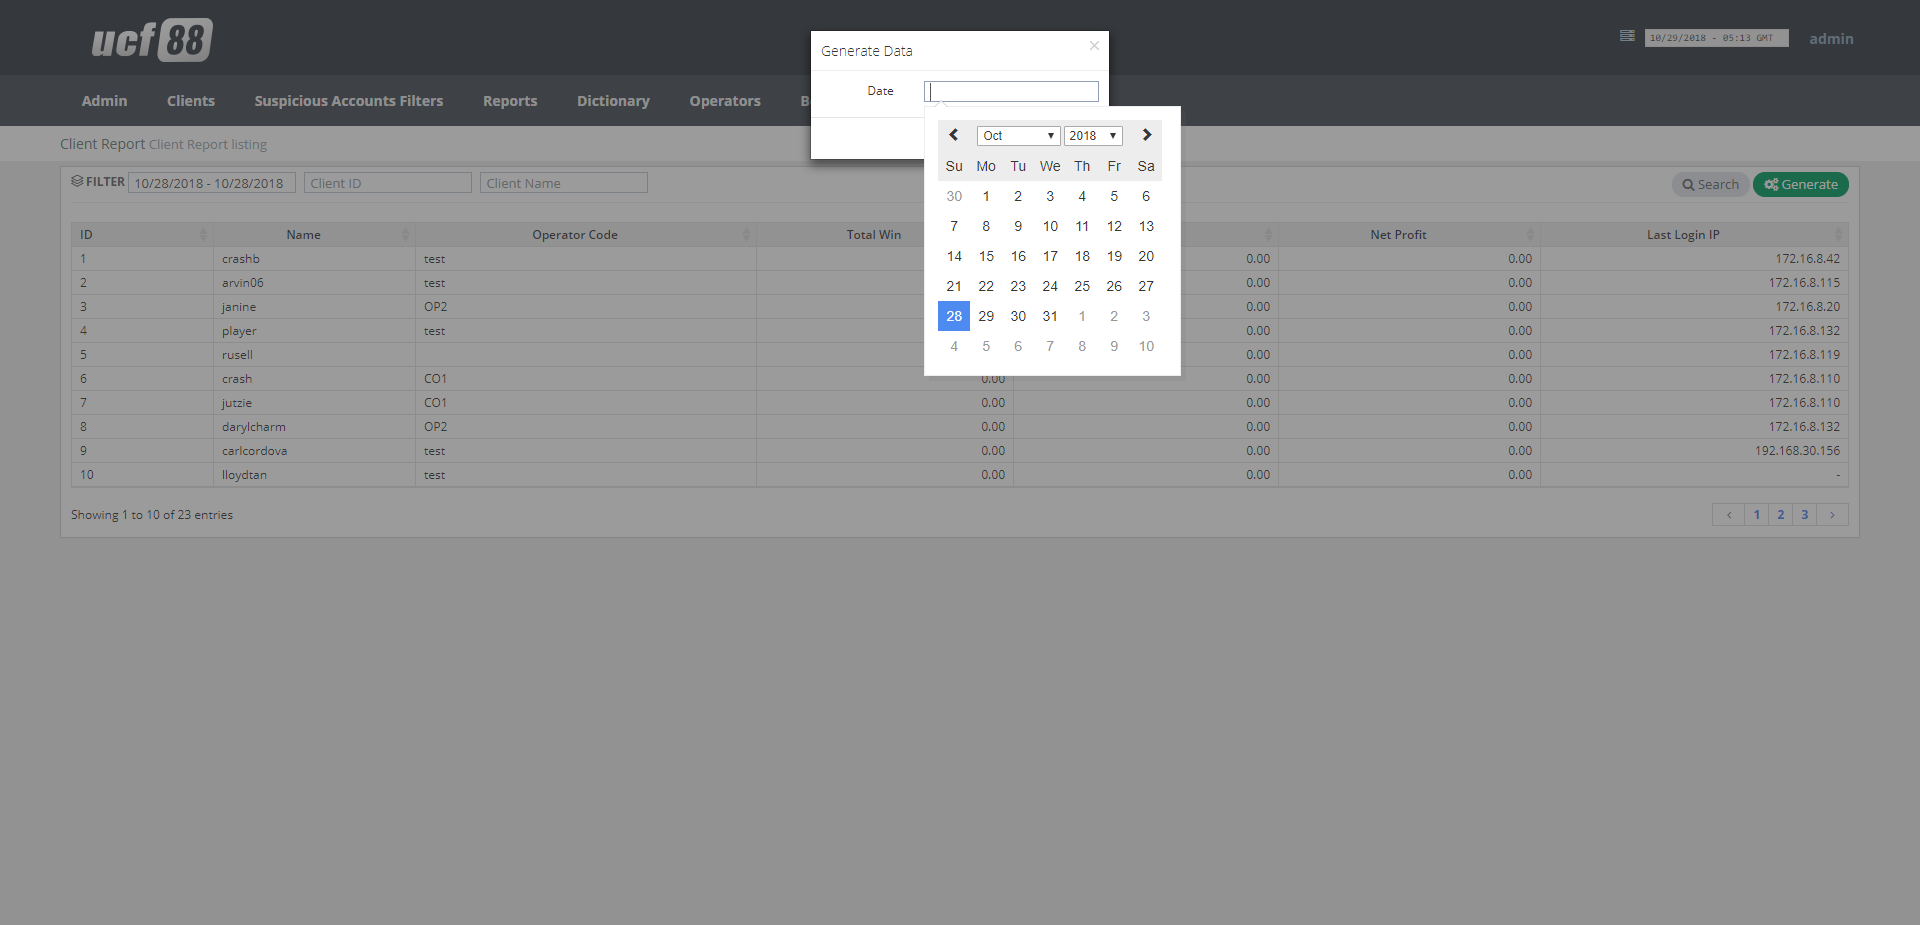 ucf 88
10/29/2018 - 05:13 GMT
admin
Generate Data
×
Date
Admin
Clients
Suspicious Accounts Filters
Reports
Dictionary
Operators
Client Report Client Report listing
FILTER 10/28/2018 - 10/28/2018 Client ID Client Name
Search Generate
Oct 2018
Su Mo Tu We Th Fr Sa
30 1 2 3 4 5 6
7 8 9 10 11 12 13
14 15 16 17 18 19 20
21 22 23 24 25 26 27
28 29 30 31 1 2 3
4 5 6 7 8 9 10
ID Name Operator Code Total Win Net Profit Last Login IP
1 crashb test 0.00 0.00 172.16.8.42
2 arvin06 test 0.00 0.00 172.16.8.115
3 janine OP2 0.00 0.00 172.16.8.20
4 player test 0.00 0.00 172.16.8.132
5 rusell 0.00 0.00 172.16.8.119
6 crash CO1 0.00 0.00 0.00 172.16.8.110
7 jutzie CO1 0.00 0.00 0.00 172.16.8.110
8 darylcharm OP2 0.00 0.00 0.00 172.16.8.132
9 carlcordova test 0.00 0.00 0.00 192.168.30.156
10 lloydtan test 0.00 0.00 0.00 -
Showing 1 to 10 of 23 entries
‹ 1 2 3 ›